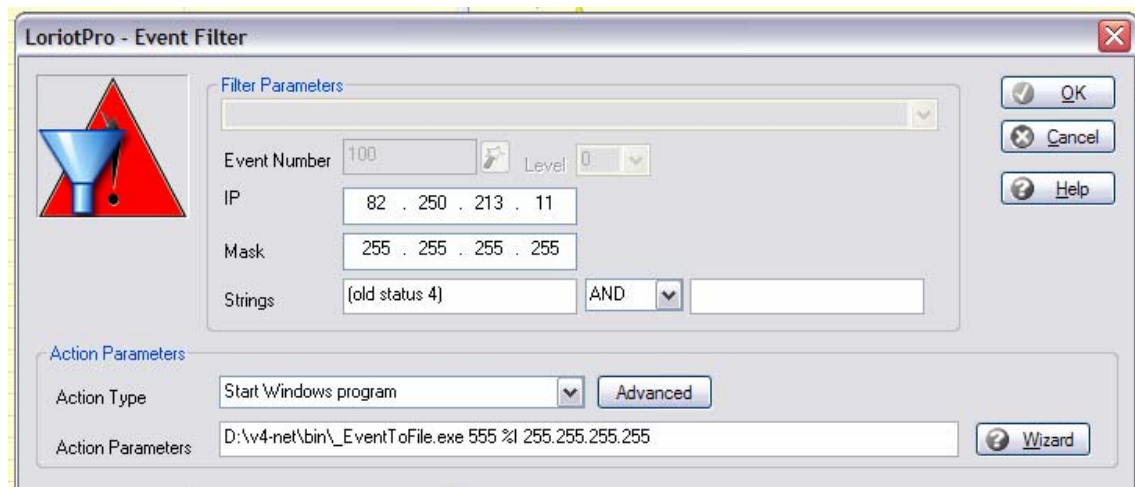 LoriotPro - Event Filter
Filter Parameters
OK
Event Number 100 Level 0
Cancel
IP 82 . 250 . 213 . 11
Help
Mask 255 . 255 . 255 . 255
Strings (old status 4) AND
Action Parameters
Action Type Start Windows program Advanced
Action Parameters D:\v4-net\bin\_EventToFile.exe 555 %I 255.255.255.255 Wizard